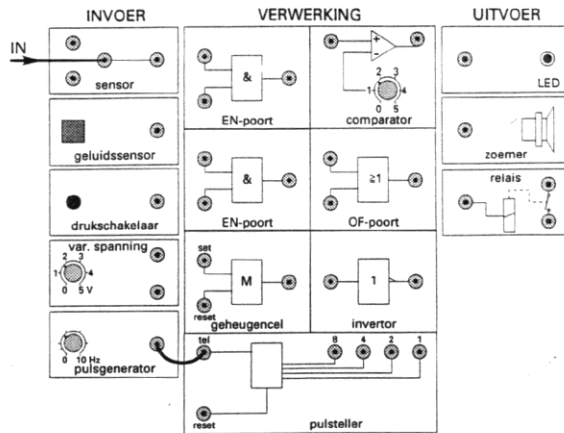 INVOER
VERWERKING
UITVOER
IN
sensor
&
EN-poort
+
−
2 3
1 4
0 5
comparator
LED
geluidssensor
zoemer
drukschakelaar
&
EN-poort
≥1
OF-poort
relais
var. spanning
2 3
1 4
0 5 V
set
M
reset
geheugencel
1
invertor
0 10 Hz
pulsgenerator
tel
8 4 2 1
reset
pulsteller